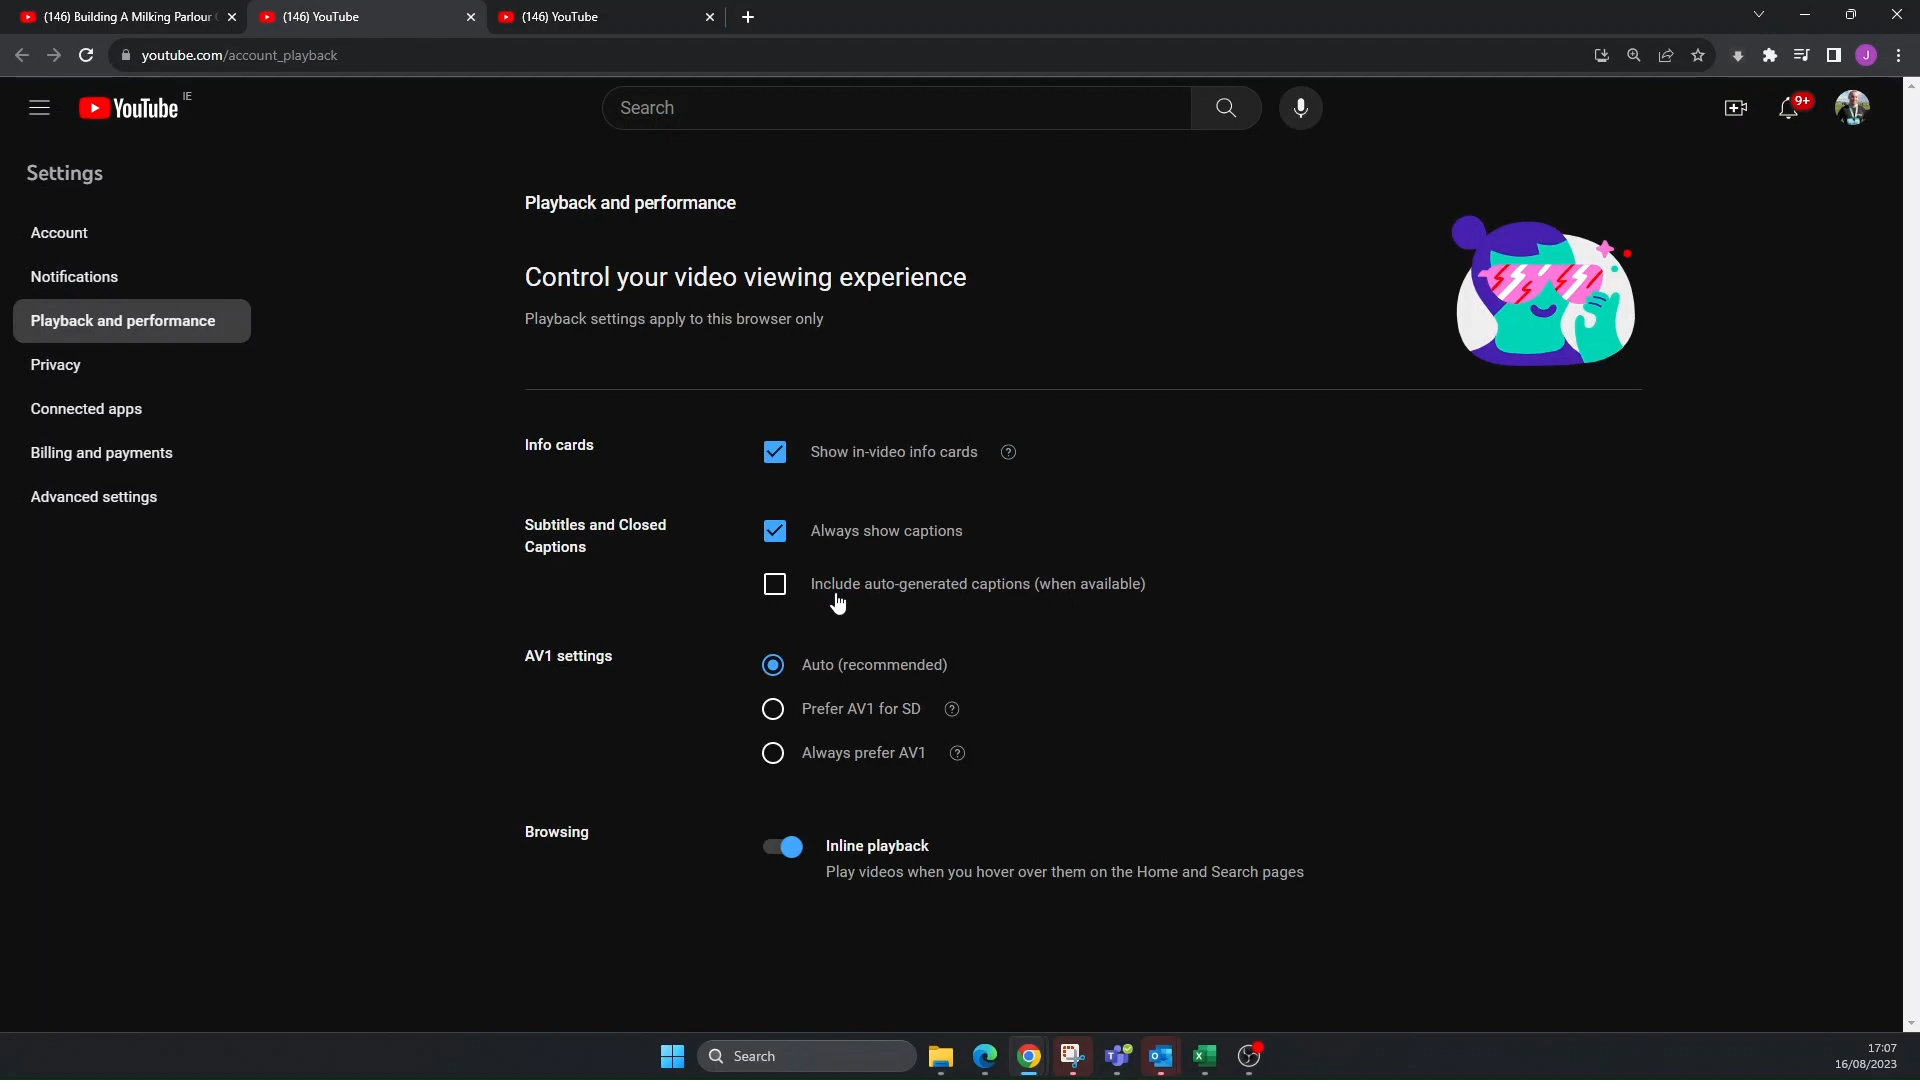 (146) Building A Milking Parlour
(146) YouTube
(146) YouTube
youtube.com/account_playback
J
YouTube IE
Search
9+
Settings
Account
Notifications
Playback and performance
Privacy
Connected apps
Billing and payments
Advanced settings
Playback and performance
Control your video viewing experience
Playback settings apply to this browser only
Info cards
Show in-video info cards
Subtitles and Closed
Captions
Always show captions
Include auto-generated captions (when available)
AV1 settings
Auto (recommended)
Prefer AV1 for SD
Always prefer AV1
Browsing
Inline playback
Play videos when you hover over them on the Home and Search pages
Search
17:07
16/08/2023